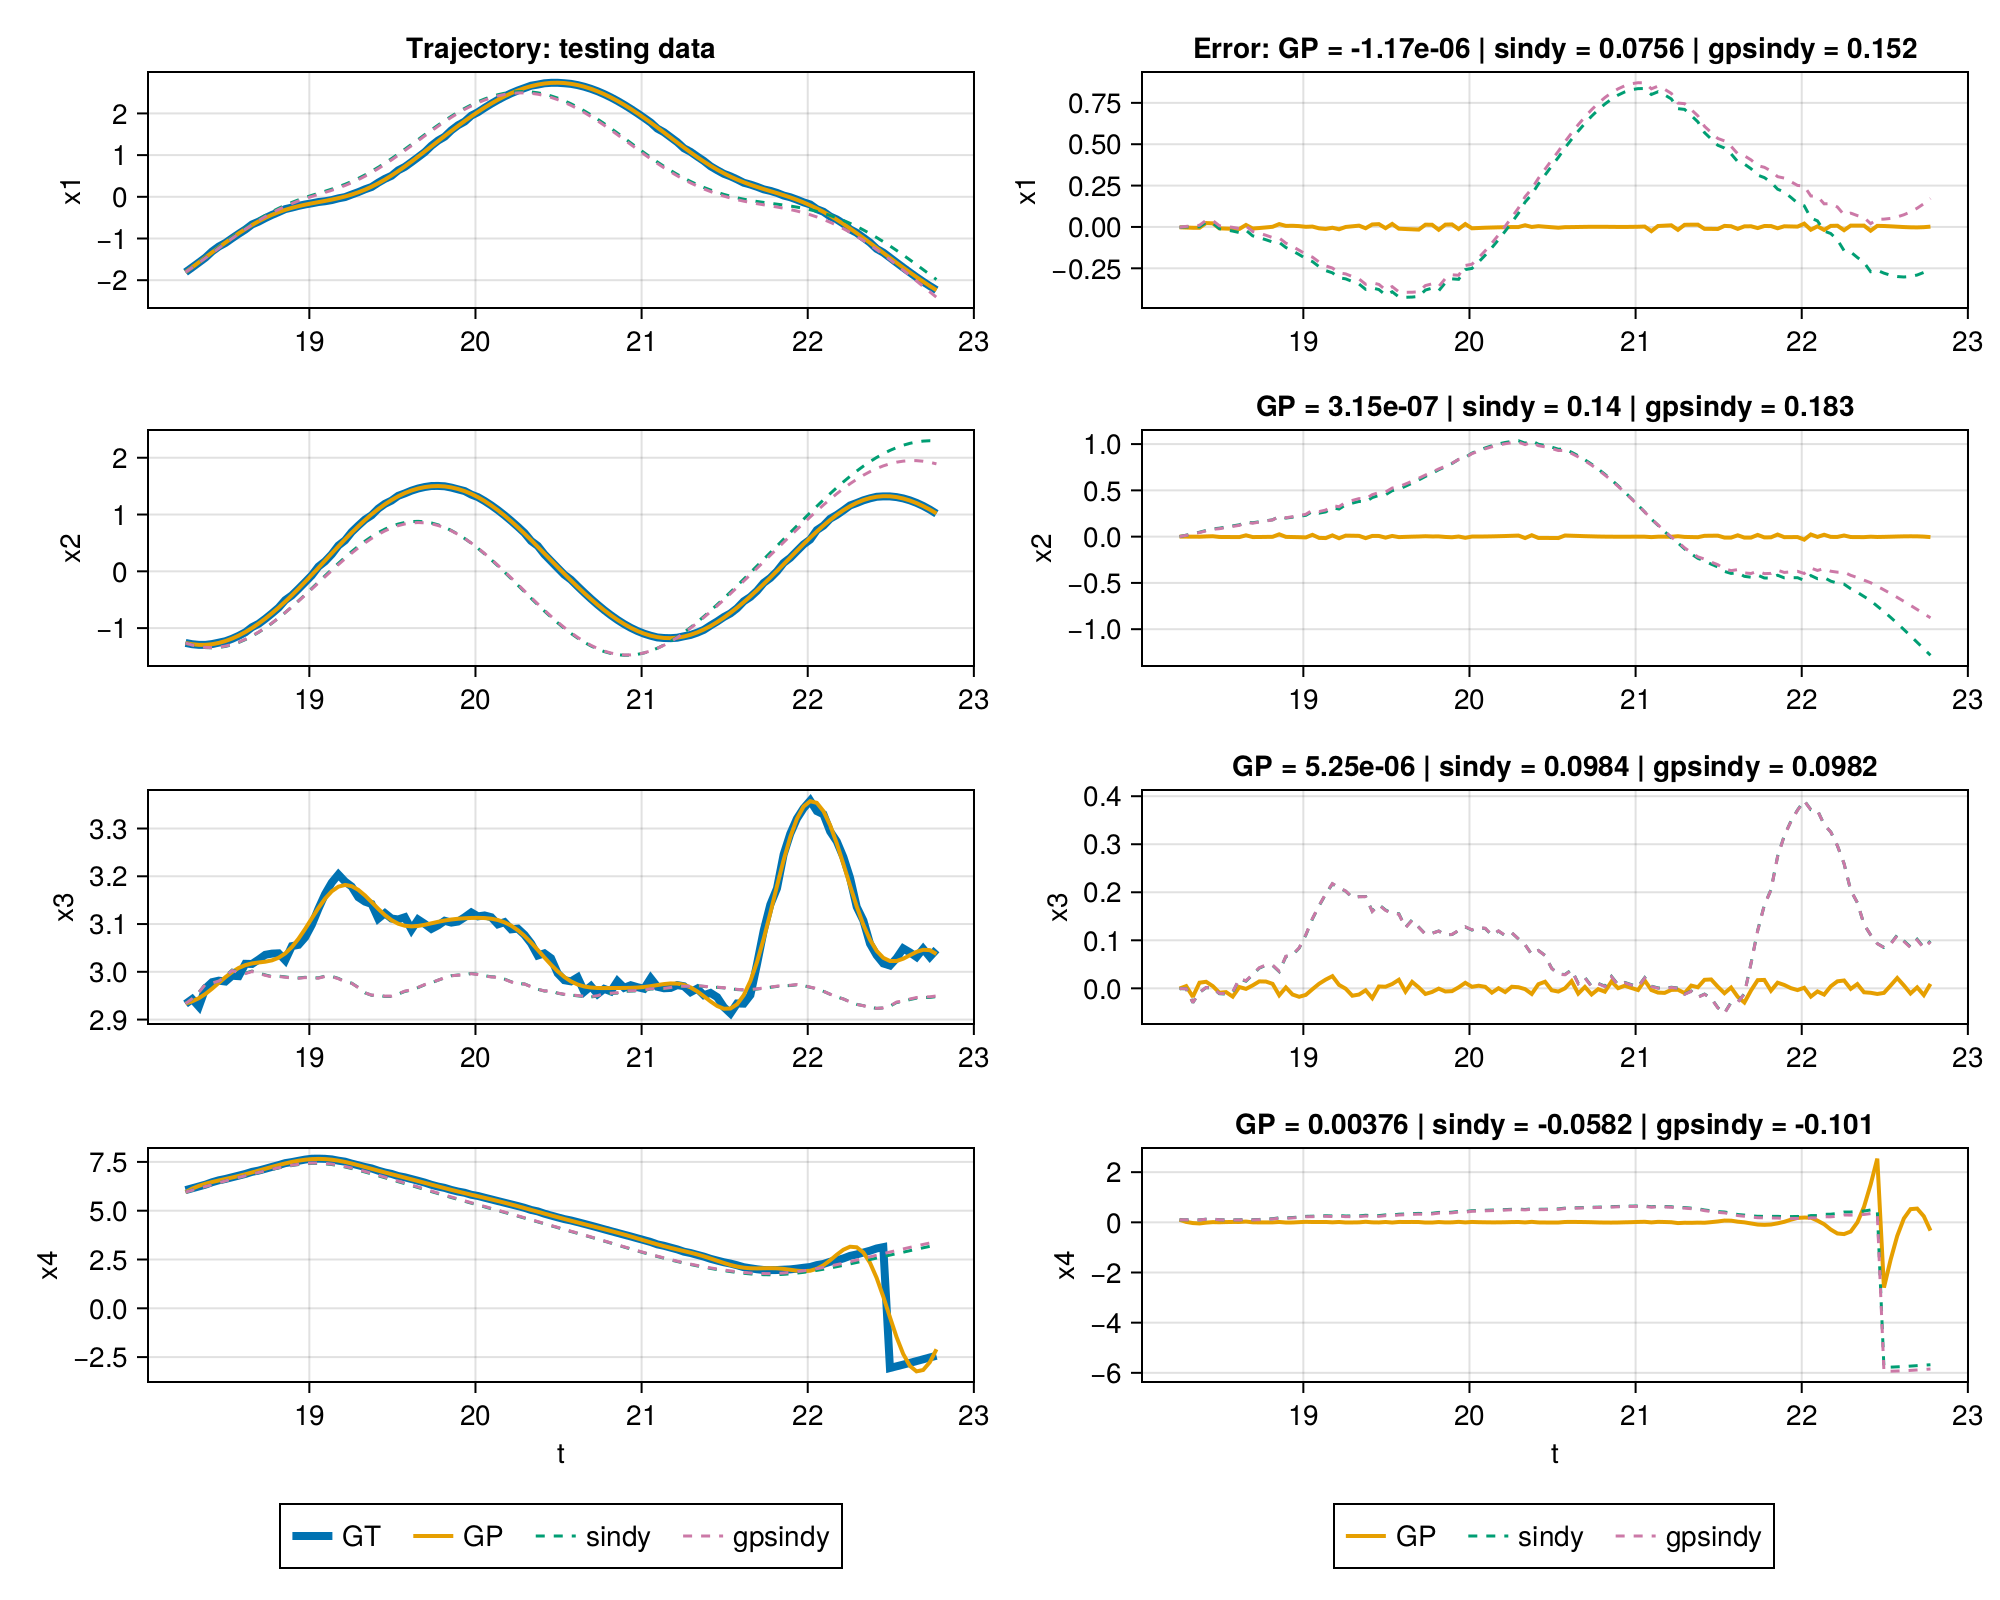 Trajectory: testing data
x1
2
1
0
−1
−2
19 20 21 22 23
Error: GP = -1.17e-06 | sindy = 0.0756 | gpsindy = 0.152
x1
0.75
0.50
0.25
0.00
−0.25
19 20 21 22 23
x2
2
1
0
−1
19 20 21 22 23
GP = 3.15e-07 | sindy = 0.14 | gpsindy = 0.183
x2
1.0
0.5
0.0
−0.5
−1.0
19 20 21 22 23
x3
3.3
3.2
3.1
3.0
2.9
19 20 21 22 23
GP = 5.25e-06 | sindy = 0.0984 | gpsindy = 0.0982
x3
0.4
0.3
0.2
0.1
0.0
19 20 21 22 23
x4
7.5
5.0
2.5
0.0
−2.5
19 20 21 22 23
t
GP = 0.00376 | sindy = -0.0582 | gpsindy = -0.101
x4
2
0
−2
−4
−6
19 20 21 22 23
t
GT GP sindy gpsindy
GP sindy gpsindy